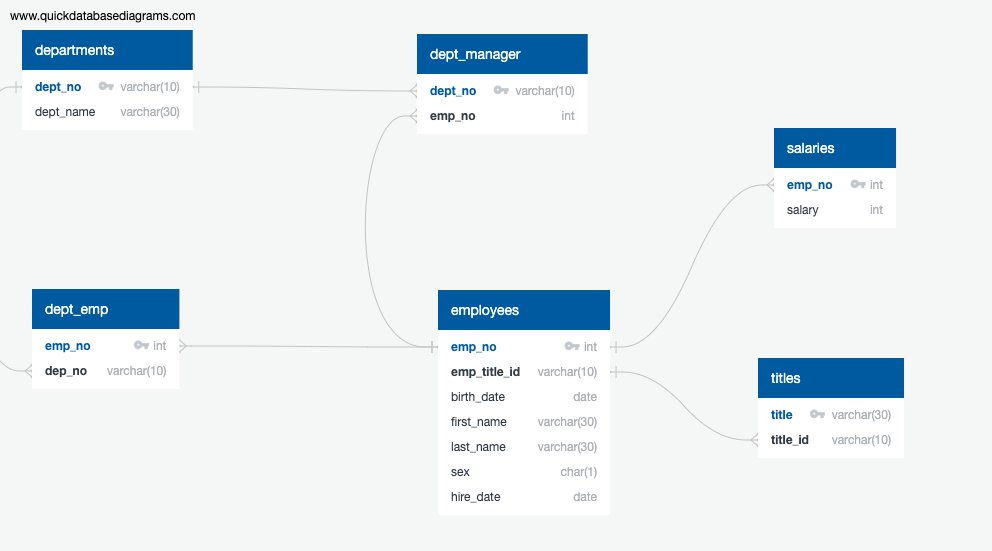 www.quickdatabasediagrams.com
departments
dept_no varchar(10)
dept_name varchar(30)
dept_manager
dept_no varchar(10)
emp_no int
salaries
emp_no int
salary int
dept_emp
emp_no int
dep_no varchar(10)
employees
emp_no int
emp_title_id varchar(10)
birth_date date
first_name varchar(30)
last_name varchar(30)
sex char(1)
hire_date date
titles
title varchar(30)
title_id varchar(10)